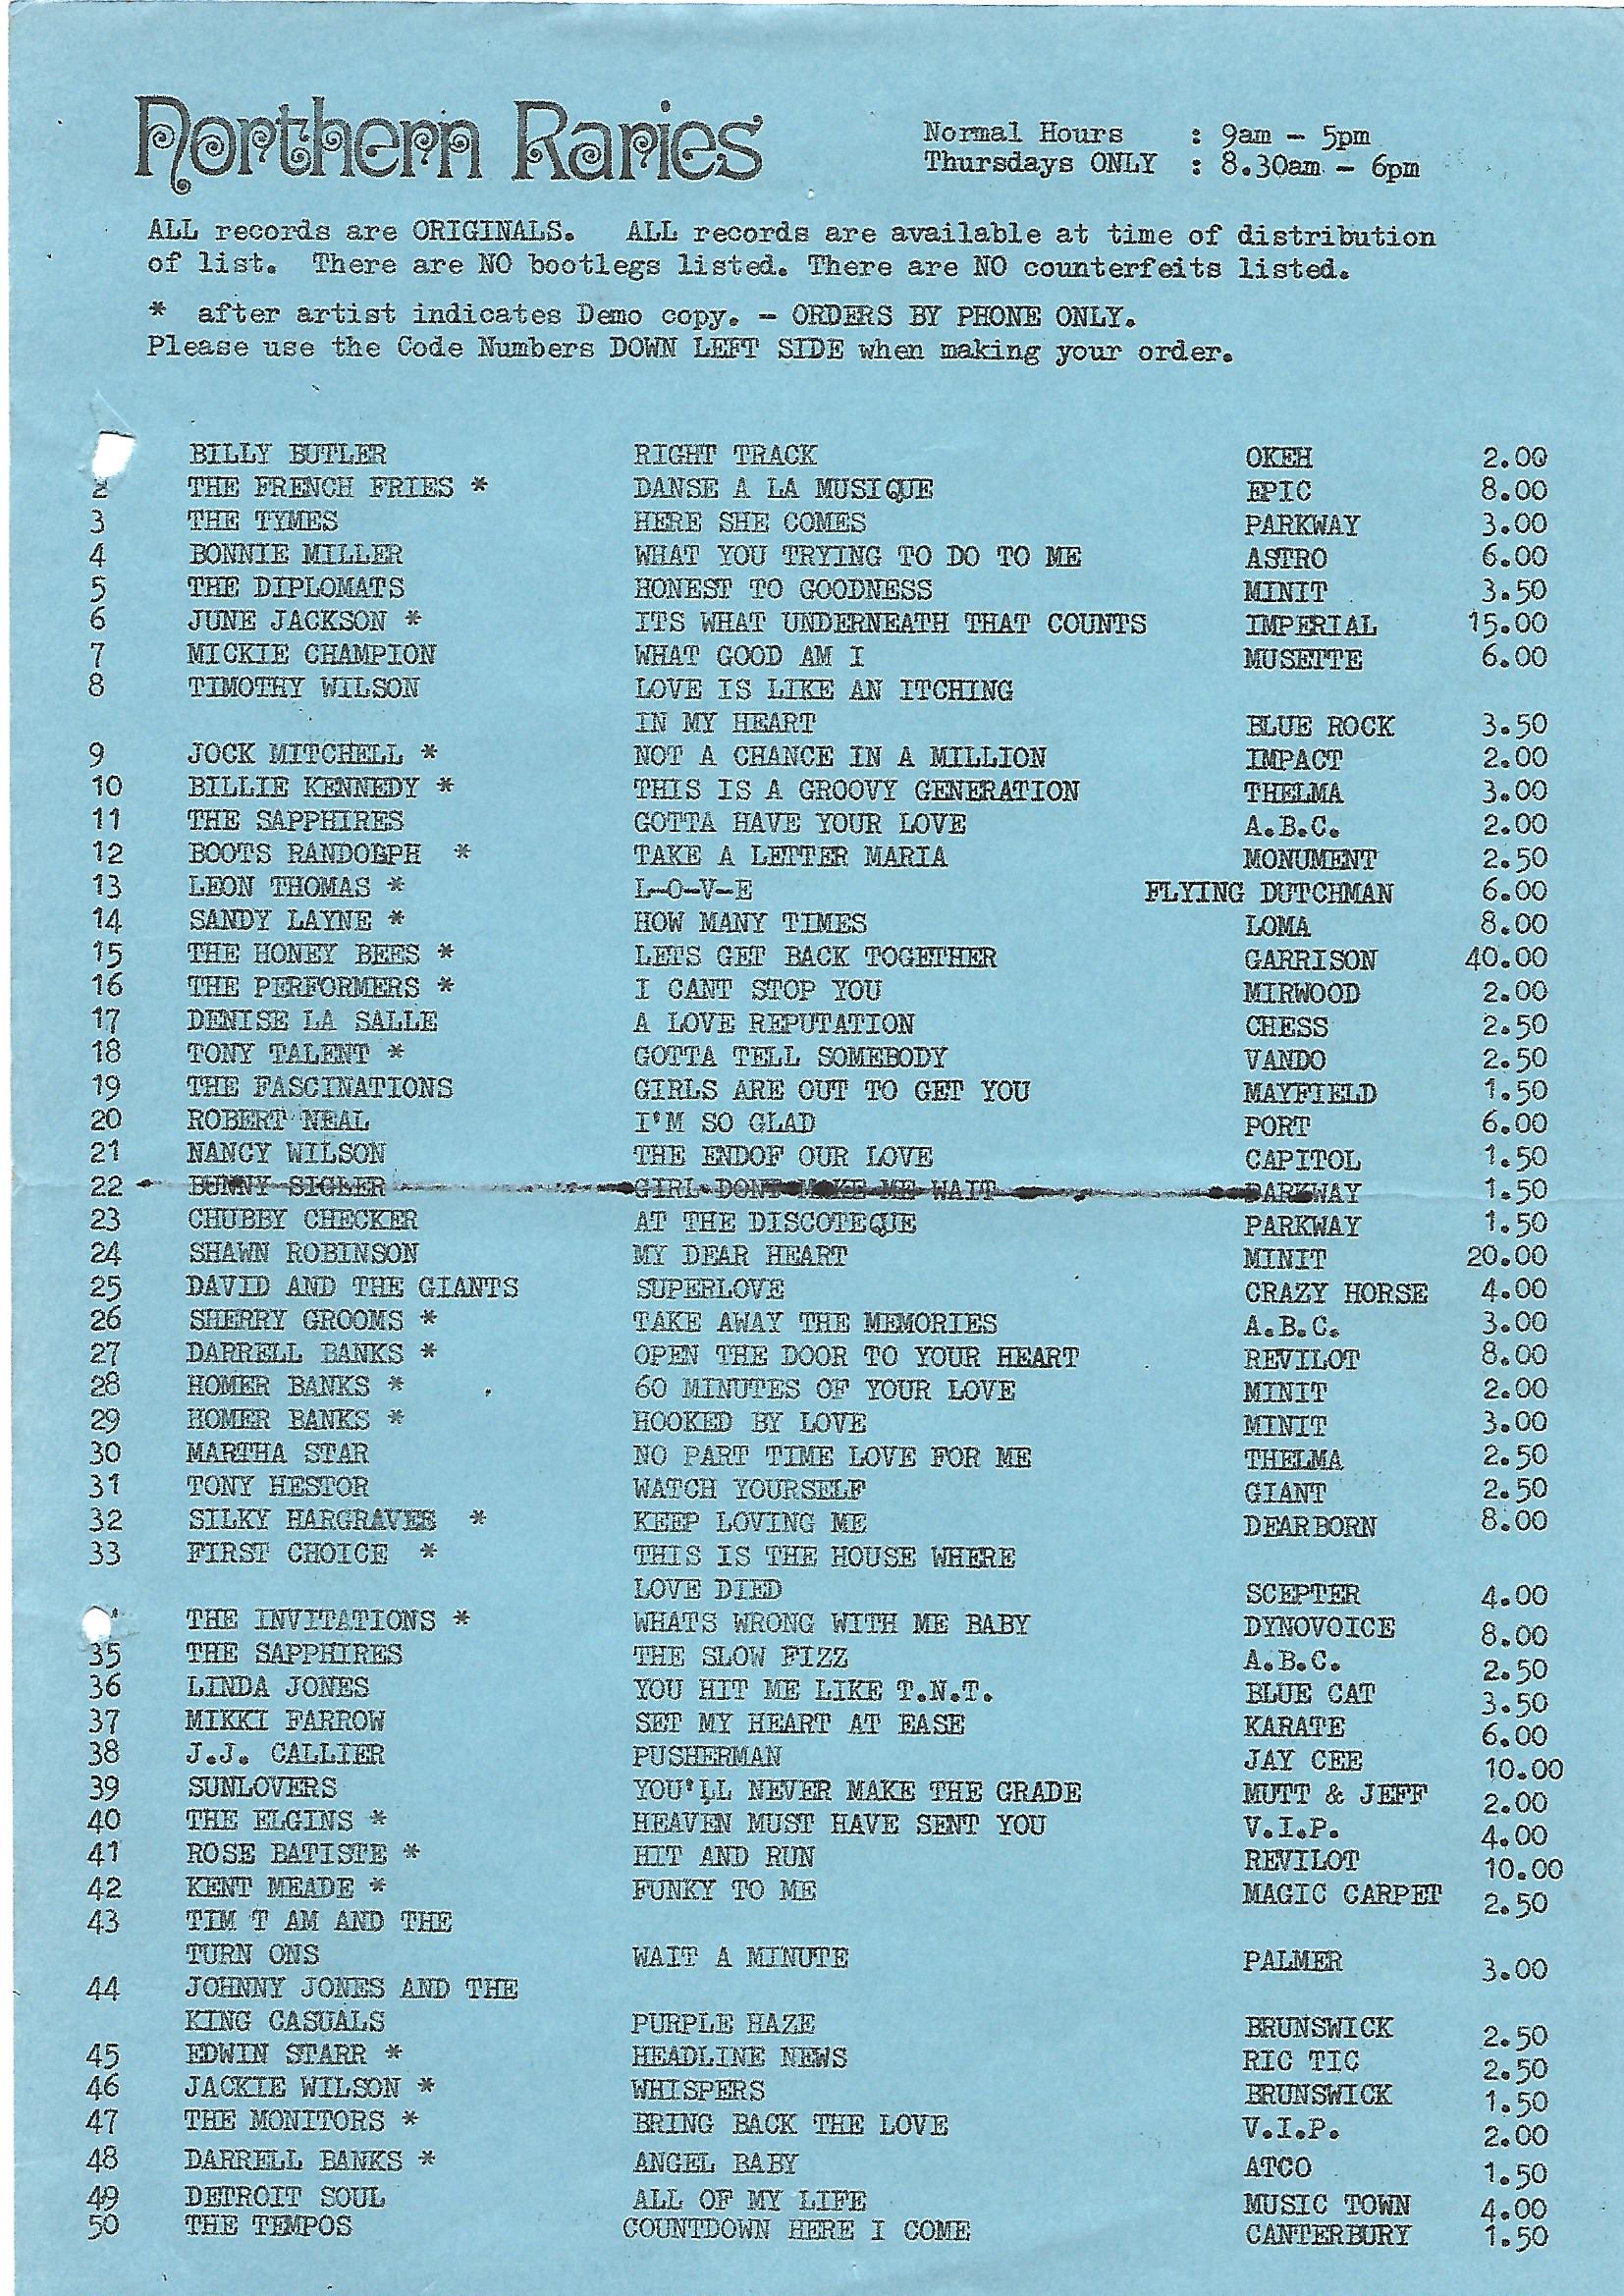 Northern Raries
Normal Hours : 9am - 5pm
Thursdays ONLY : 8.30am - 6pm
ALL records are ORIGINALS. ALL records are available at time of distribution
of list. There are NO bootlegs listed. There are NO counterfeits listed.
* after artist indicates Demo copy. - ORDERS BY PHONE ONLY.
Please use the Code Numbers DOWN LEFT SIDE when making your order.
BILLY BUTLER RIGHT TRACK OKEH 2.00
2 THE FRENCH FRIES * DANSE A LA MUSIQUE EPIC 8.00
3 THE TYMES HERE SHE COMES PARKWAY 3.00
4 BONNIE MILLER WHAT YOU TRYING TO DO TO ME ASTRO 6.00
5 THE DIPLOMATS HONEST TO GOODNESS MINIT 3.50
6 JUNE JACKSON * ITS WHAT UNDERNEATH THAT COUNTS IMPERIAL 15.00
7 MICKIE CHAMPION WHAT GOOD AM I MUSETTE 6.00
8 TIMOTHY WILSON LOVE IS LIKE AN ITCHING
IN MY HEART BLUE ROCK 3.50
9 JOCK MITCHELL * NOT A CHANCE IN A MILLION IMPACT 2.00
10 BILLIE KENNEDY * THIS IS A GROOVY GENERATION THELMA 3.00
11 THE SAPPHIRES GOTTA HAVE YOUR LOVE A.B.C. 2.00
12 BOOTS RANDOLPH * TAKE A LETTER MARIA MONUMENT 2.50
13 LEON THOMAS * L-O-V-E FLYING DUTCHMAN 6.00
14 SANDY LAYNE * HOW MANY TIMES LOMA 8.00
15 THE HONEY BEES * LETS GET BACK TOGETHER GARRISON 40.00
16 THE PERFORMERS * I CANT STOP YOU MIRWOOD 2.00
17 DENISE LA SALLE A LOVE REPUTATION CHESS 2.50
18 TONY TALENT * GOTTA TELL SOMEBODY VANDO 2.50
19 THE FASCINATIONS GIRLS ARE OUT TO GET YOU MAYFIELD 1.50
20 ROBERT NEAL I'M SO GLAD PORT 6.00
21 NANCY WILSON THE ENDOF OUR LOVE CAPITOL 1.50
22 BUNNY SIGLER GIRL DONT MAKE ME WAIT PARKWAY 1.50
23 CHUBBY CHECKER AT THE DISCOTEQUE PARKWAY 1.50
24 SHAWN ROBINSON MY DEAR HEART MINIT 20.00
25 DAVID AND THE GIANTS SUPERLOVE CRAZY HORSE 4.00
26 SHERRY GROOMS * TAKE AWAY THE MEMORIES A.B.C. 3.00
27 DARRELL BANKS * OPEN THE DOOR TO YOUR HEART REVILOT 8.00
28 HOMER BANKS * 60 MINUTES OF YOUR LOVE MINIT 2.00
29 HOMER BANKS * HOOKED BY LOVE MINIT 3.00
30 MARTHA STAR NO PART TIME LOVE FOR ME THELMA 2.50
31 TONY HESTOR WATCH YOURSELF GIANT 2.50
32 SILKY HARGRAVES * KEEP LOVING ME DEARBORN 8.00
33 FIRST CHOICE * THIS IS THE HOUSE WHERE
LOVE DIED SCEPTER 4.00
THE INVITATIONS * WHATS WRONG WITH ME BABY DYNOVOICE 8.00
35 THE SAPPHIRES THE SLOW FIZZ A.B.C. 2.50
36 LINDA JONES YOU HIT ME LIKE T.N.T. BLUE CAT 3.50
37 MIKKI FARROW SET MY HEART AT EASE KARATE 6.00
38 J.J. CALLIER PUSHERMAN JAY CEE 10.00
39 SUNLOVERS YOU'LL NEVER MAKE THE GRADE MUTT & JEFF 2.00
40 THE ELGINS * HEAVEN MUST HAVE SENT YOU V.I.P. 4.00
41 ROSE BATISTE * HIT AND RUN REVILOT 10.00
42 KENT MEADE * FUNKY TO ME MAGIC CARPET 2.50
43 TIM T AM AND THE
TURN ONS WAIT A MINUTE PALMER 3.00
44 JOHNNY JONES AND THE
KING CASUALS PURPLE HAZE BRUNSWICK 2.50
45 EDWIN STARR * HEADLINE NEWS RIC TIC 2.50
46 JACKIE WILSON * WHISPERS BRUNSWICK 1.50
47 THE MONITORS * BRING BACK THE LOVE V.I.P. 2.00
48 DARRELL BANKS * ANGEL BABY ATCO 1.50
49 DETROIT SOUL ALL OF MY LIFE MUSIC TOWN 4.00
50 THE TEMPOS COUNTDOWN HERE I COME CANTERBURY 1.50